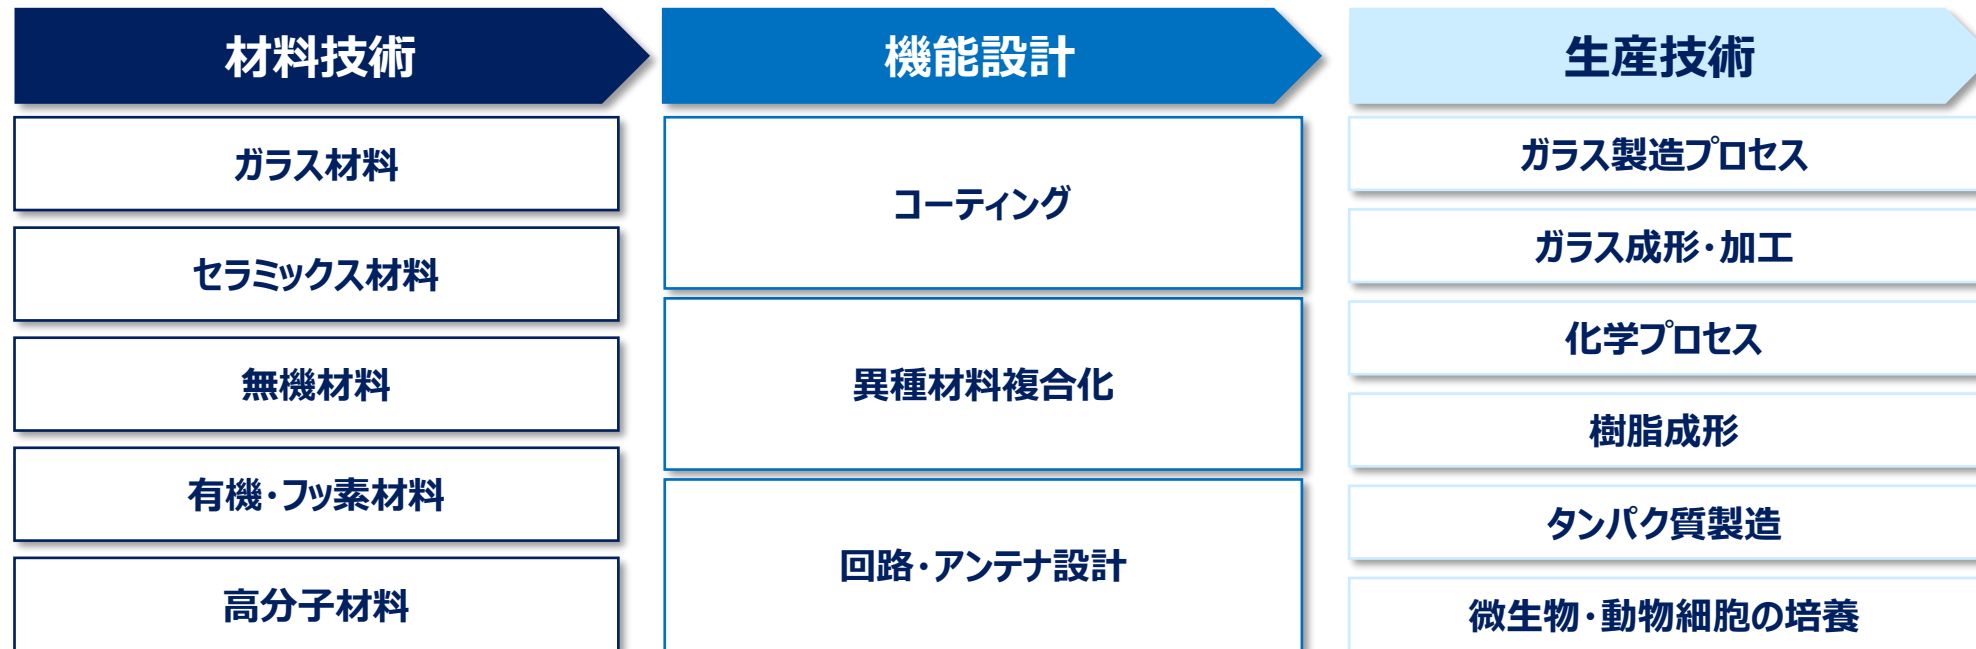 材料技術
ガラス材料
セラミックス材料
無機材料
有機・フッ素材料
高分子材料
機能設計
コーティング
異種材料複合化
回路・アンテナ設計
生産技術
ガラス製造プロセス
ガラス成形・加工
化学プロセス
樹脂成形
タンパク質製造
微生物・動物細胞の培養